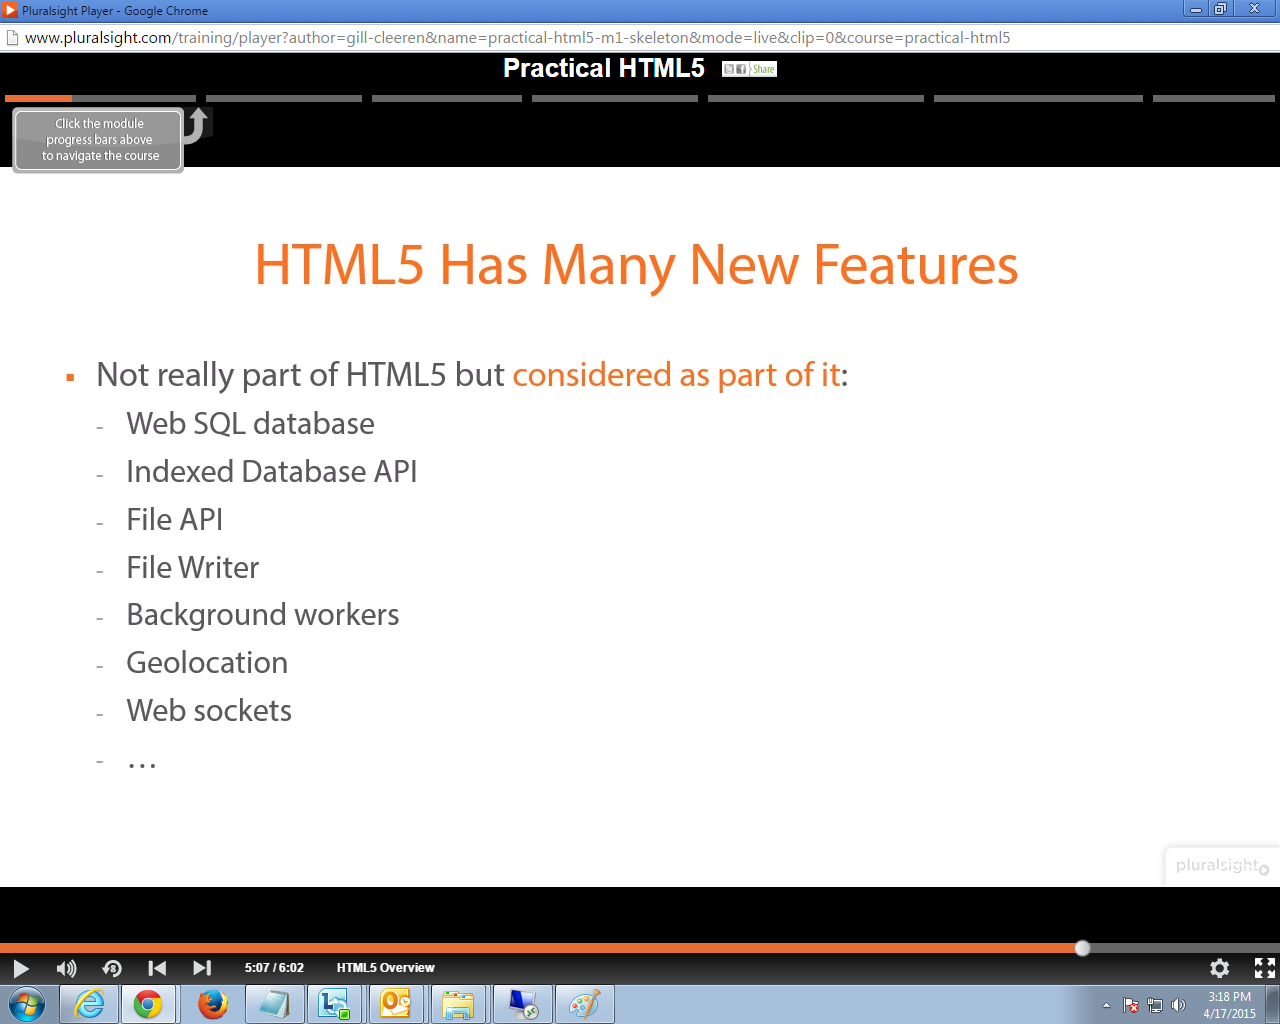 Pluralsight Player - Google Chrome
www.pluralsight.com/training/player?author=gill-cleeren&name=practical-html5-m1-skeleton&mode=live&clip=0&course=practical-html5
Practical HTML5 Share
Click the module
progress bars above
to navigate the course
HTML5 Has Many New Features
▪ Not really part of HTML5 but considered as part of it:
- Web SQL database
- Indexed Database API
- File API
- File Writer
- Background workers
- Geolocation
- Web sockets
- …
pluralsight
8 5:07 / 6:02 HTML5 Overview
3:18 PM
4/17/2015